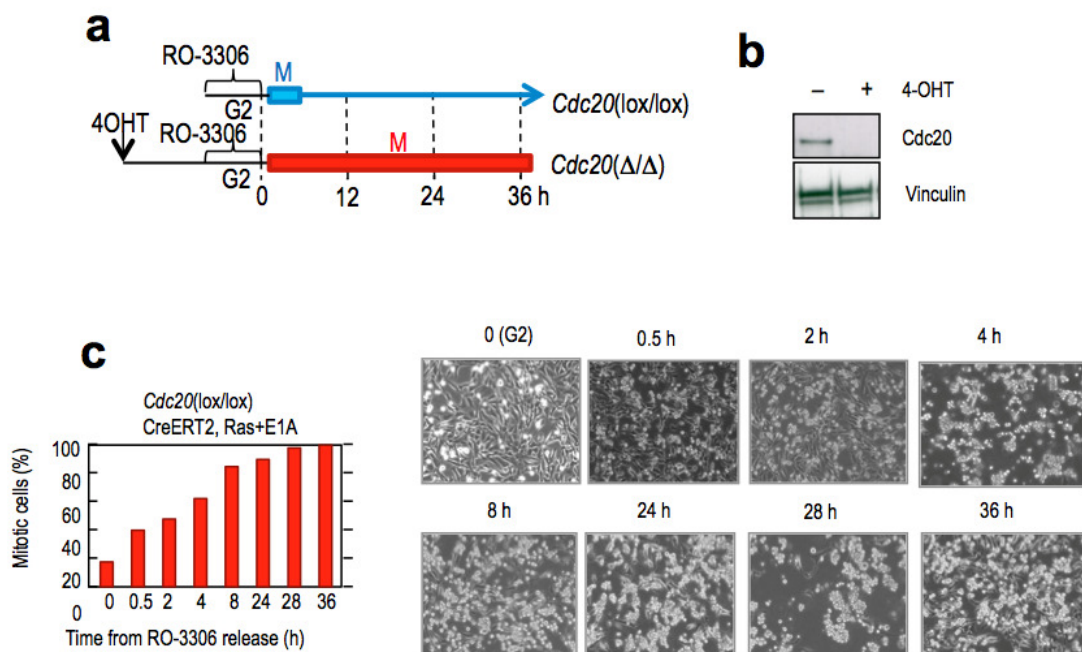 a
RO-3306
M
G2
Cdc20(lox/lox)
4OHT
RO-3306
M
G2
Cdc20(Δ/Δ)
0 12 24 36 h
b
– + 4-OHT
Cdc20
Vinculin
c
Cdc20(lox/lox)
CreERT2, Ras+E1A
Mitotic cells (%)
100
80
60
40
20
0
0 0.5 2 4 8 24 28 36
Time from RO-3306 release (h)
0 (G2) 0.5 h 2 h 4 h
8 h 24 h 28 h 36 h